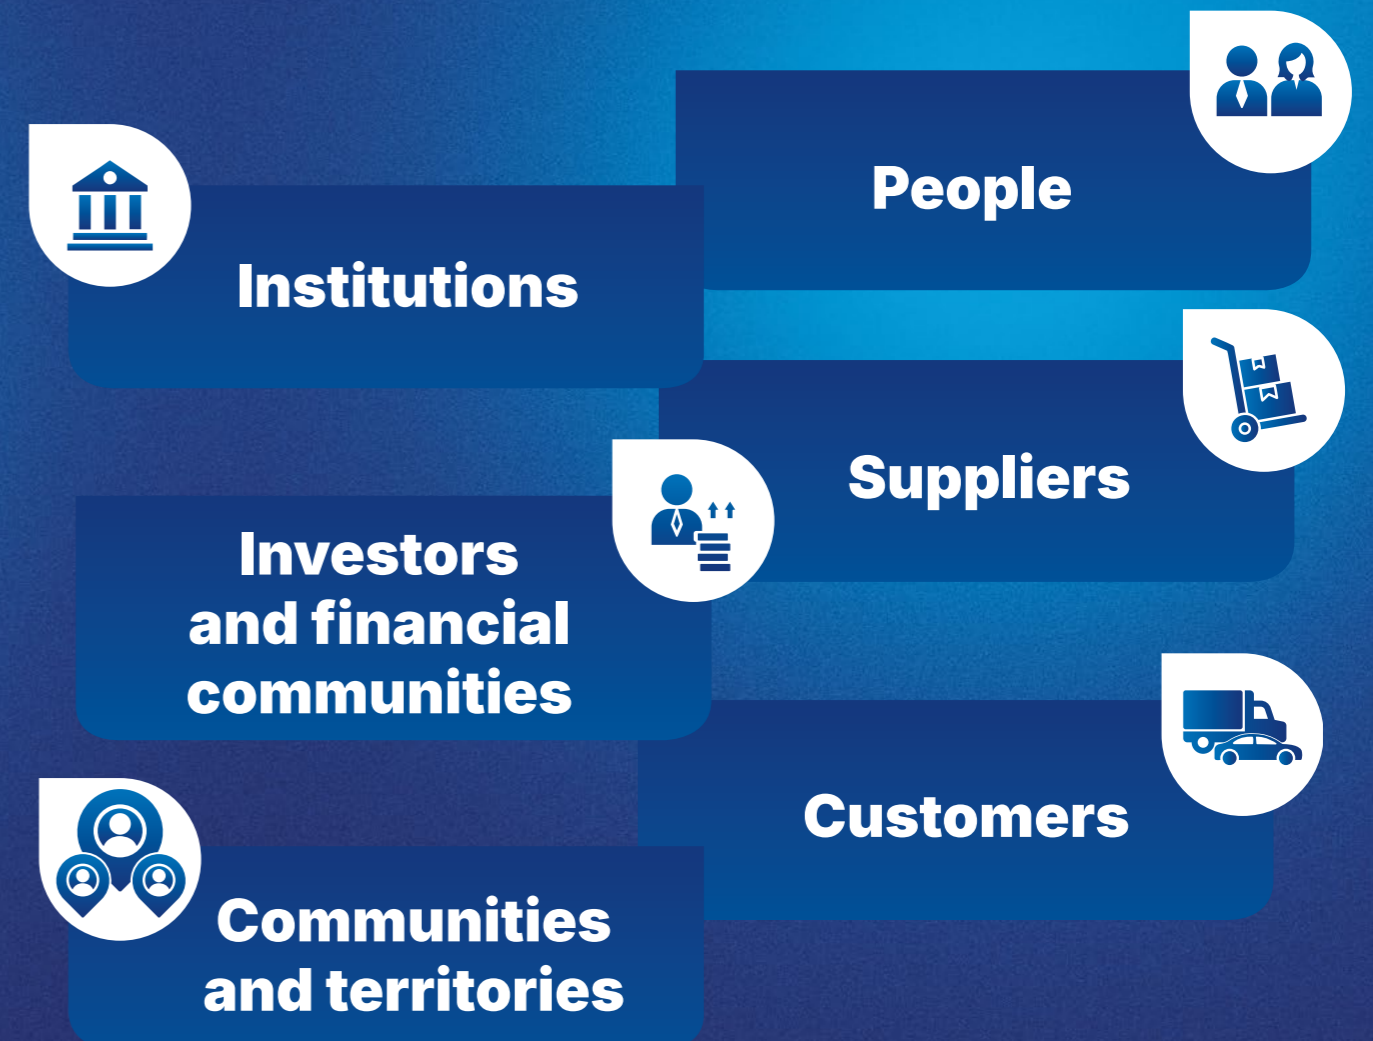 People
Institutions
Suppliers
Investors
and financial
communities
Customers
Communities
and territories